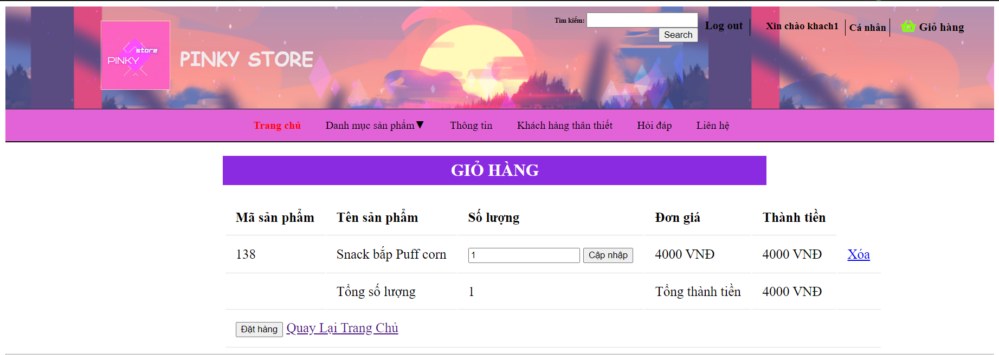 Tìm kiếm:
Search
Log out
Xin chào khach1
Cá nhân
Giỏ hàng
store
PINKY
PINKY STORE
Trang chủ
Danh mục sản phẩm▼
Thông tin
Khách hàng thân thiết
Hỏi đáp
Liên hệ
GIỎ HÀNG
Mã sản phẩm Tên sản phẩm Số lượng Đơn giá Thành tiền
138 Snack bắp Puff corn 1 Cập nhập 4000 VNĐ 4000 VNĐ Xóa
Tổng số lượng 1 Tổng thành tiền 4000 VNĐ
Đặt hàng Quay Lại Trang Chủ